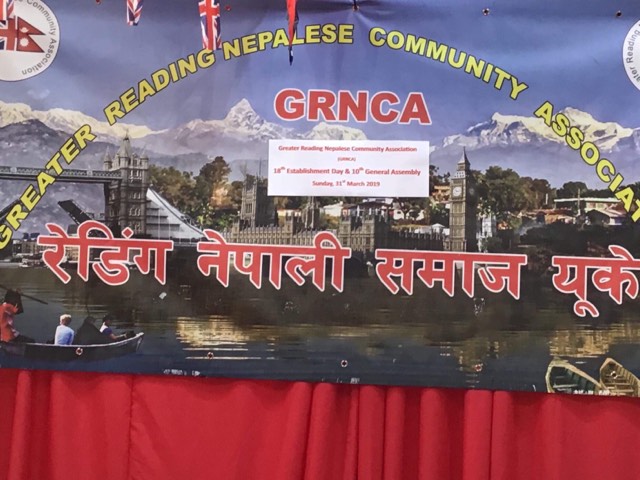 GREATER READING NEPALESE COMMUNITY
GRNCA
Greater Reading Nepalese Community Association
(GRNCA)
18th Establishment Day & 10th General Assembly
Sunday, 31st March 2019
रेडिंग नेपाली समाज यूके